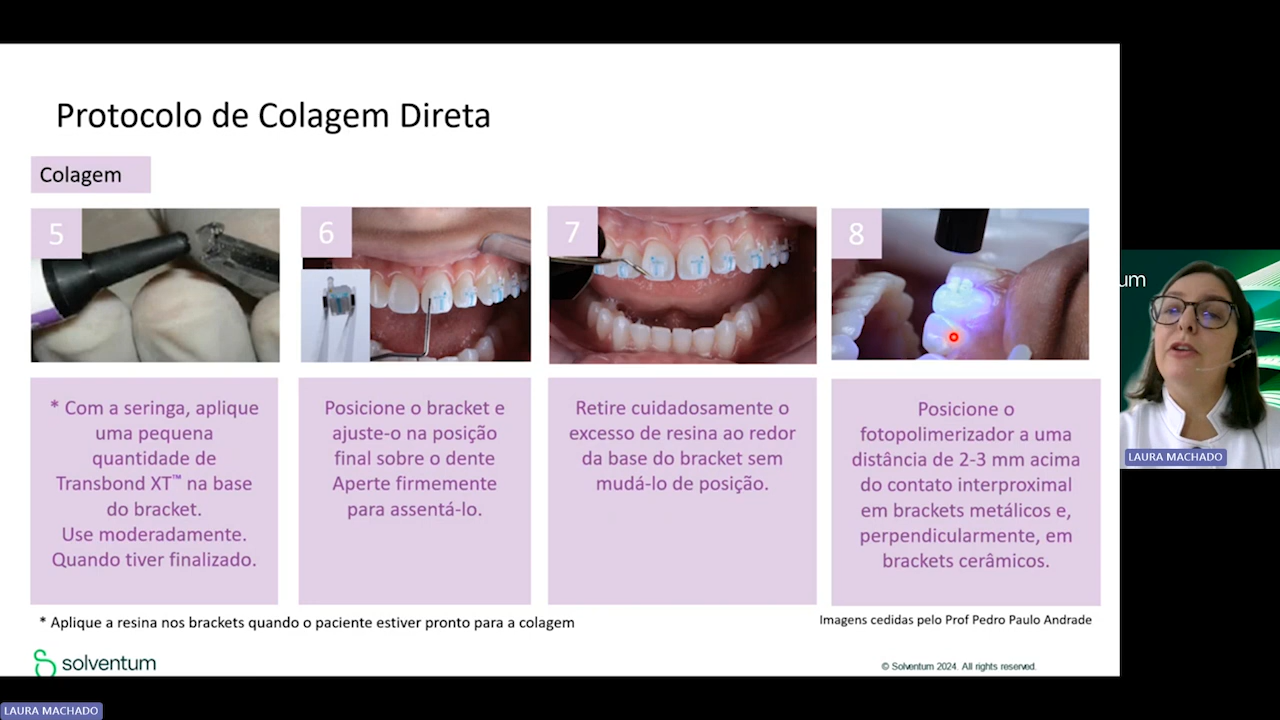 Protocolo de Colagem Direta
Colagem
5
6
7
8
* Com a seringa, aplique
uma pequena
quantidade de
Transbond XT™ na base
do bracket.
Use moderadamente.
Quando tiver finalizado.
Posicione o bracket e
ajuste-o na posição
final sobre o dente
Aperte firmemente
para assentá-lo.
Retire cuidadosamente o
excesso de resina ao redor
da base do bracket sem
mudá-lo de posição.
Posicione o
fotopolimerizador a uma
distância de 2-3 mm acima
do contato interproximal
em brackets metálicos e,
perpendicularmente, em
brackets cerâmicos.
* Aplique a resina nos brackets quando o paciente estiver pronto para a colagem
Imagens cedidas pelo Prof Pedro Paulo Andrade
solventum
© Solventum 2024. All rights reserved.
um
LAURA MACHADO
LAURA MACHADO